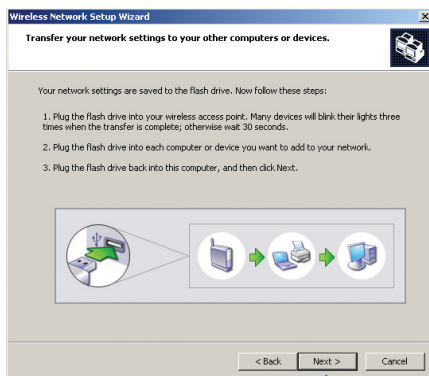 Wireless Network Setup Wizard
Transfer your network settings to your other computers or devices.
Your network settings are saved to the flash drive. Now follow these steps:
1. Plug the flash drive into your wireless access point. Many devices will blink their lights three
times when the transfer is complete; otherwise wait 30 seconds.
2. Plug the flash drive into each computer or device you want to add to your network.
3. Plug the flash drive back into this computer, and then click Next.
< Back Next > Cancel